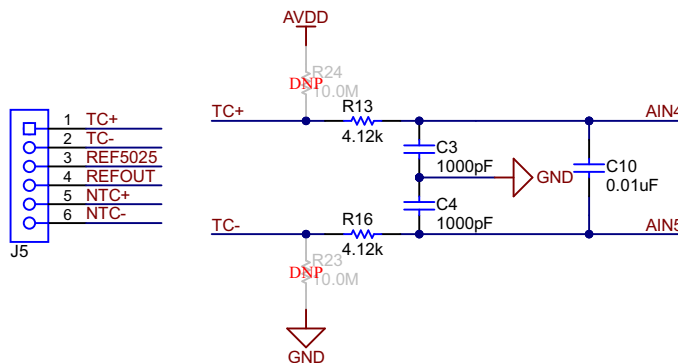 AVDD
R24
DNP
10.0M
TC+
R13
4.12k
AIN4
1 TC+
2 TC-
3 REF5025
4 REFOUT
5 NTC+
6 NTC-
J5
C3
1000pF
GND
C10
0.01uF
C4
1000pF
TC-
R16
4.12k
AIN5
R23
DNP
10.0M
GND